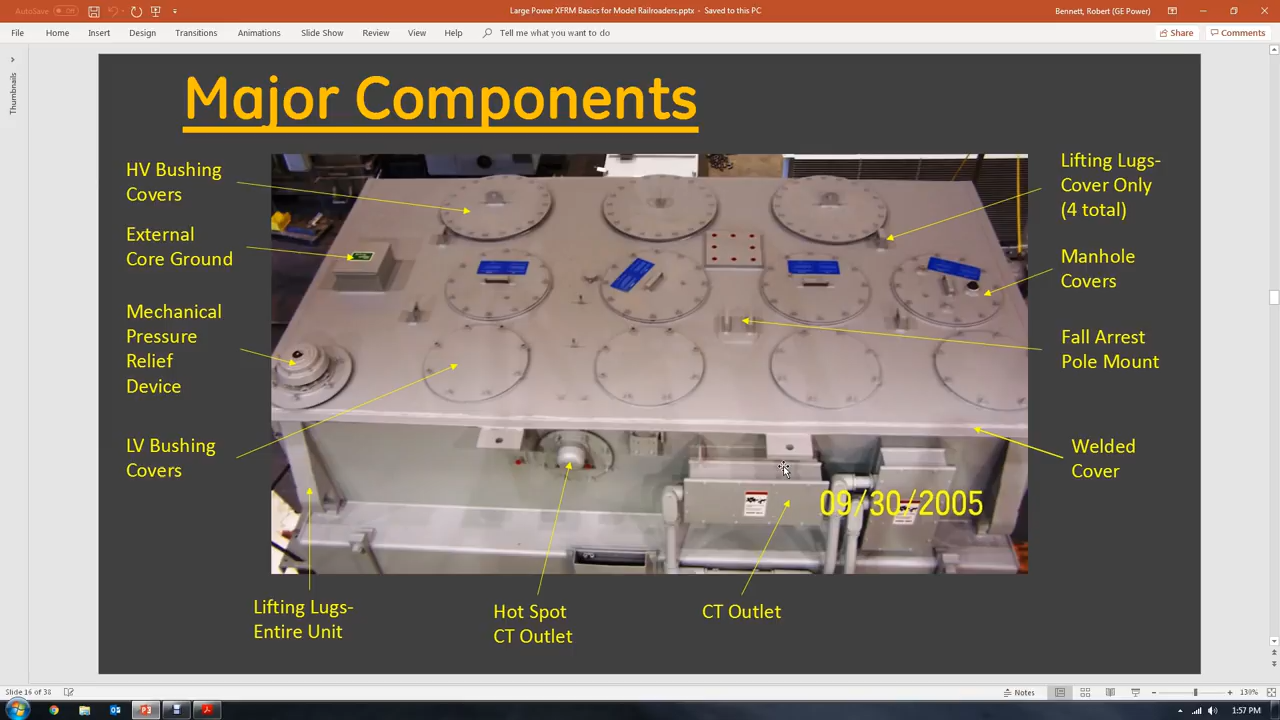 AutoSave
Off
Large Power XFRM Basics for Model Railroaders.pptx - Saved to this PC
Bennett, Robert (GE Power)
File
Home
Insert
Design
Transitions
Animations
Slide Show
Review
View
Help
Tell me what you want to do
Share
Comments
Thumbnails
Major Components
HV Bushing
Covers
External
Core Ground
Mechanical
Pressure
Relief
Device
LV Bushing
Covers
Lifting Lugs-
Cover Only
(4 total)
Manhole
Covers
Fall Arrest
Pole Mount
Welded
Cover
09/30/2005
Lifting Lugs-
Entire Unit
Hot Spot
CT Outlet
CT Outlet
Slide 16 of 38
Notes
130%
1:57 PM